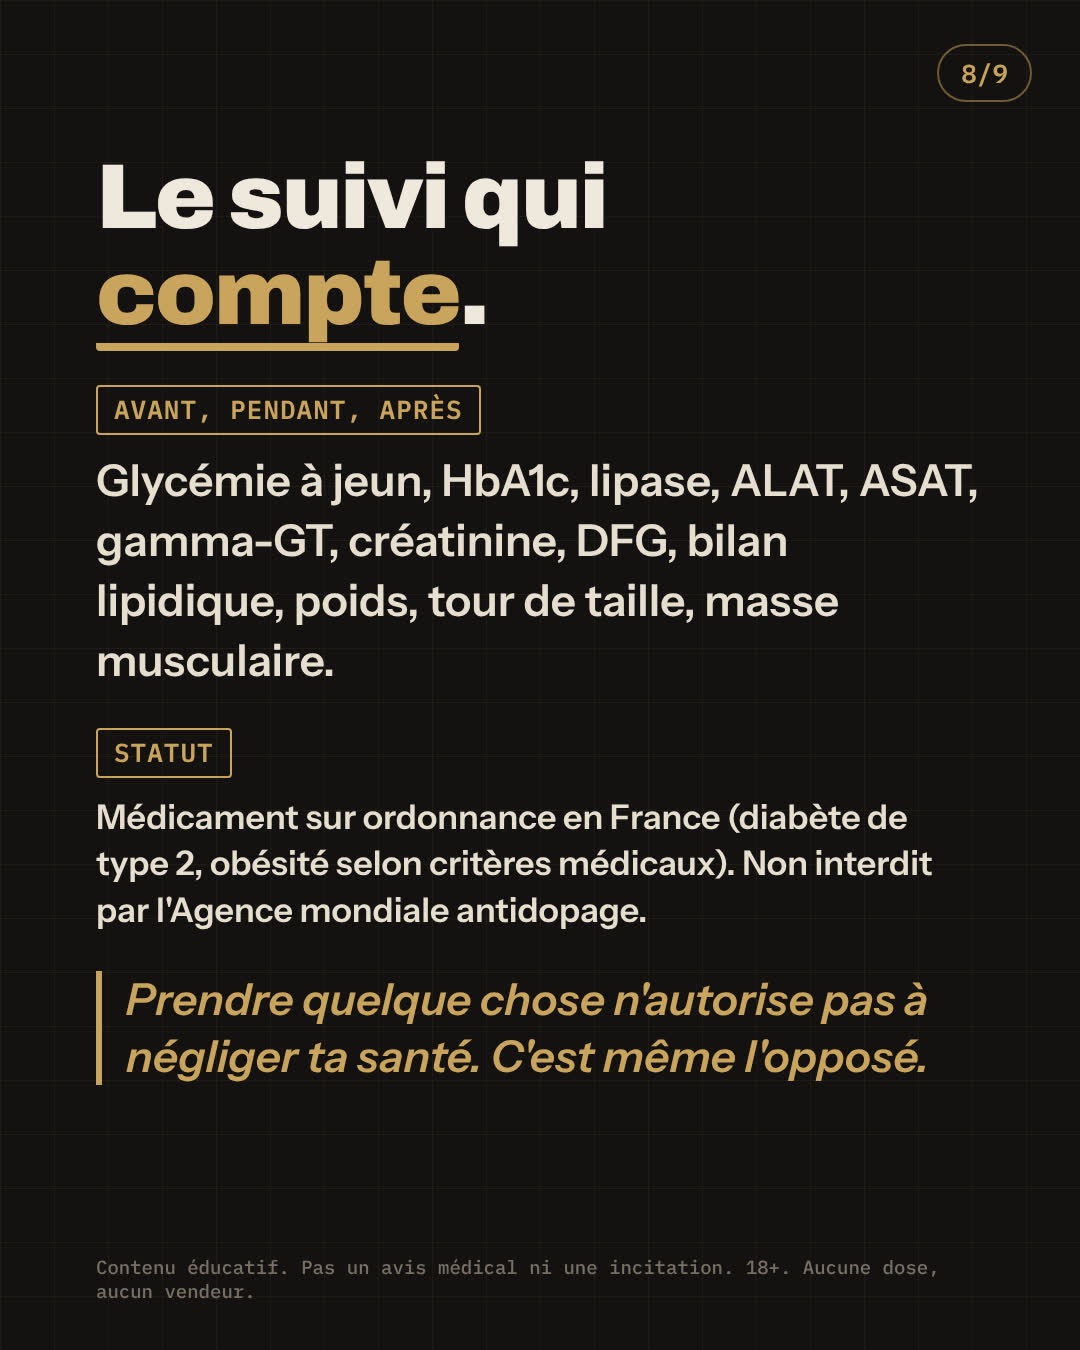 8/9
Le suivi qui
compte.
AVANT, PENDANT, APRÈS
Glycémie à jeun, HbA1c, lipase, ALAT, ASAT,
gamma-GT, créatinine, DFG, bilan
lipidique, poids, tour de taille, masse
musculaire.
STATUT
Médicament sur ordonnance en France (diabète de
type 2, obésité selon critères médicaux). Non interdit
par l'Agence mondiale antidopage.
Prendre quelque chose n'autorise pas à
négliger ta santé. C'est même l'opposé.
Contenu éducatif. Pas un avis médical ni une incitation. 18+. Aucune dose,
aucun vendeur.